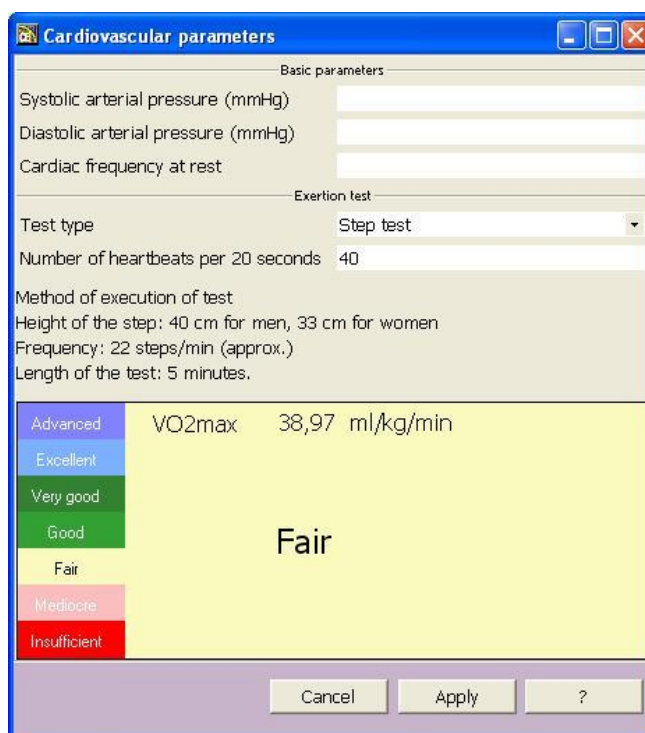 Cardiovascular parameters
Basic parameters
Systolic arterial pressure (mmHg)
Diastolic arterial pressure (mmHg)
Cardiac frequency at rest
Exertion test
Test type Step test
Number of heartbeats per 20 seconds 40
Method of execution of test
Height of the step: 40 cm for men, 33 cm for women
Frequency: 22 steps/min (approx.)
Length of the test: 5 minutes.
Advanced VO2max 38,97 ml/kg/min
Excellent
Very good
Good
Fair
Fair
Mediocre
Insufficient
Cancel Apply ?